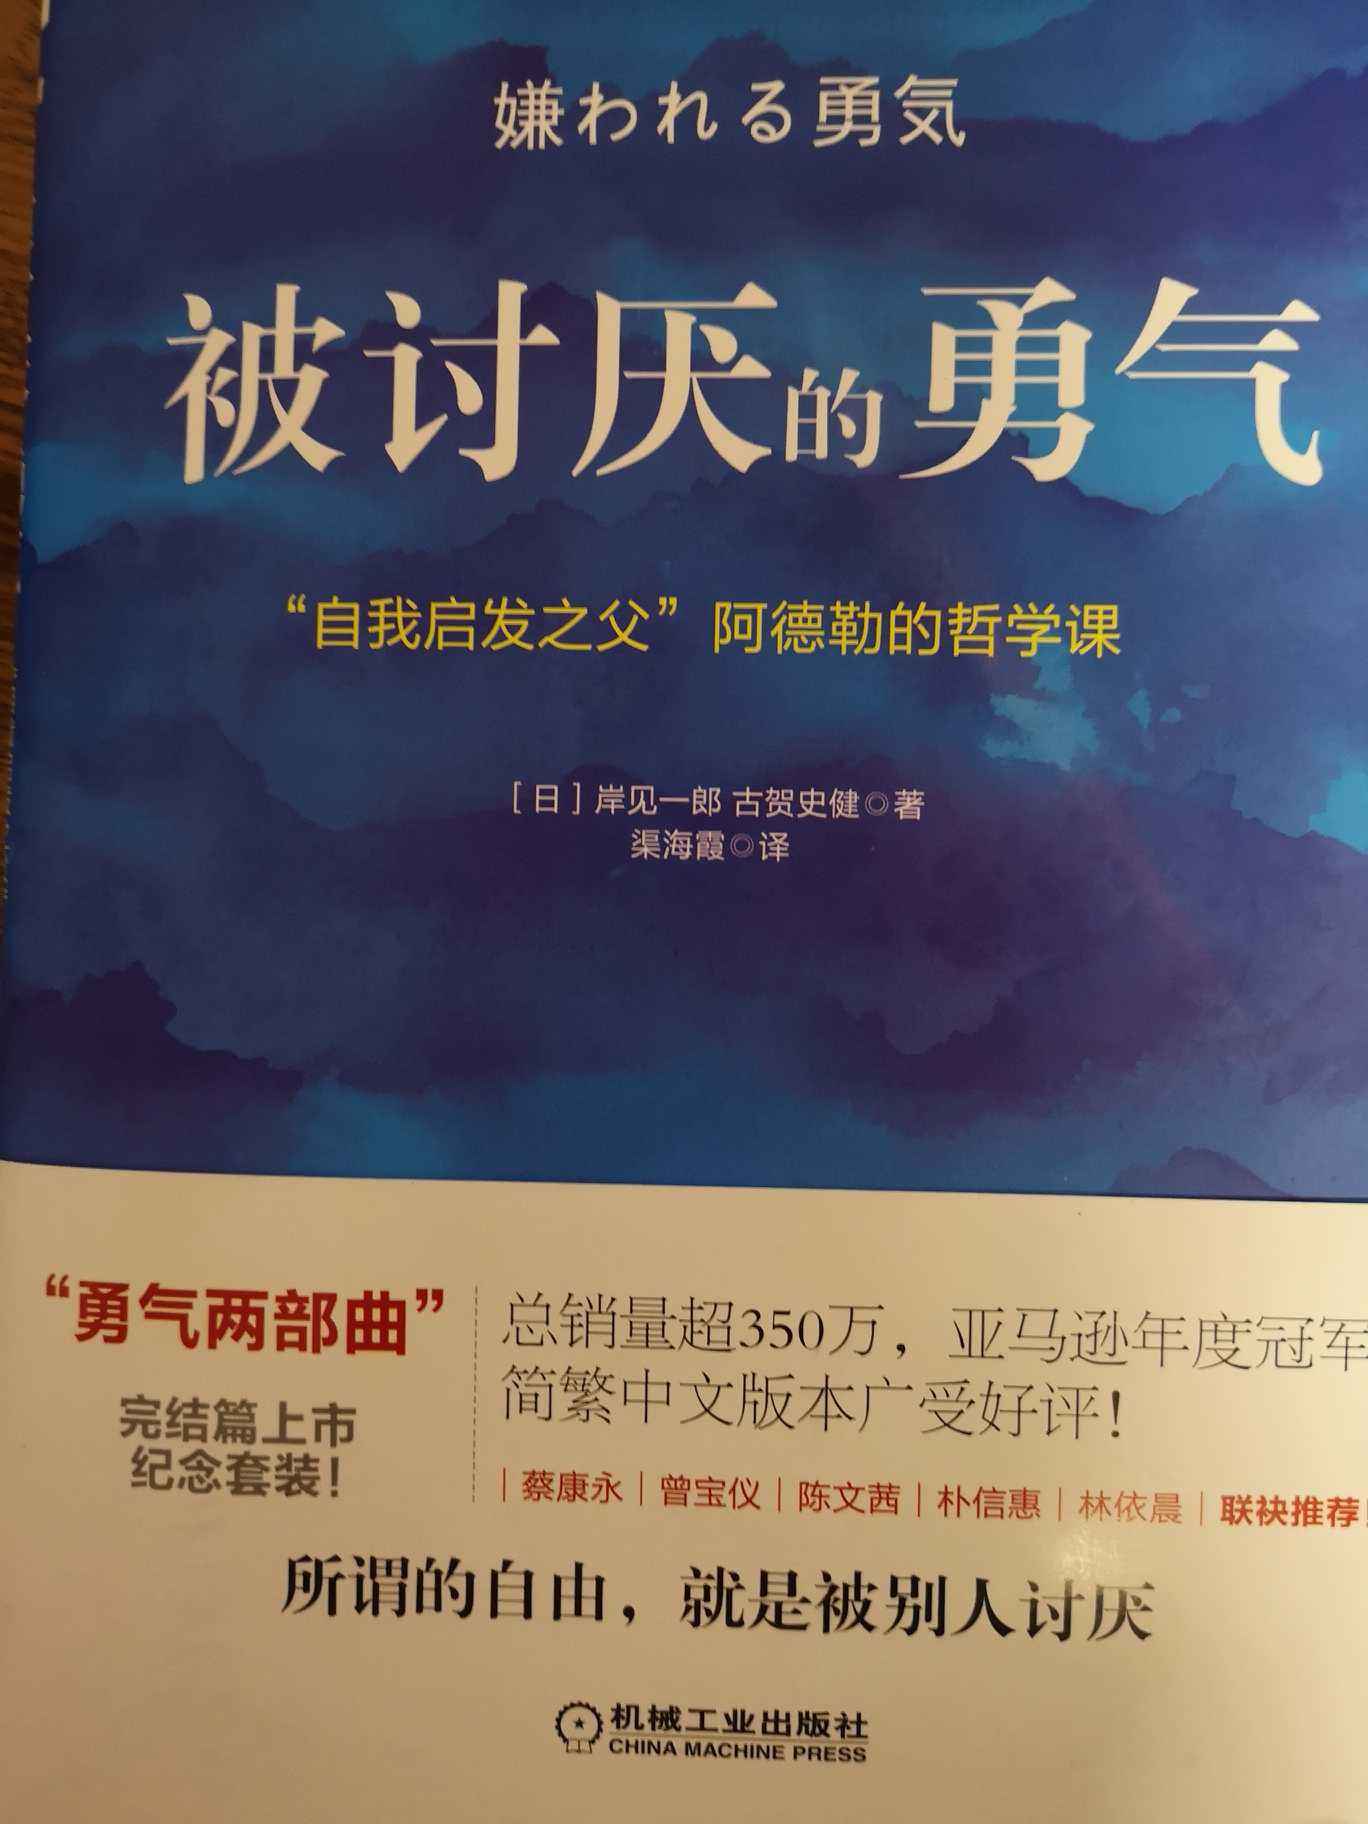 嫌われる勇気
被讨厌的勇气
“自我启发之父”阿德勒的哲学课
[日]岸见一郎 古贺史健◎著
渠海霞◎译
“勇气两部曲”
完结篇上市
纪念套装！
总销量超350万，亚马逊年度冠军
简繁中文版本广受好评！
|蔡康永|曾宝仪|陈文茜|朴信惠|林依晨|联袂推荐
所谓的自由，就是被别人讨厌
机械工业出版社
CHINA MACHINE PRESS